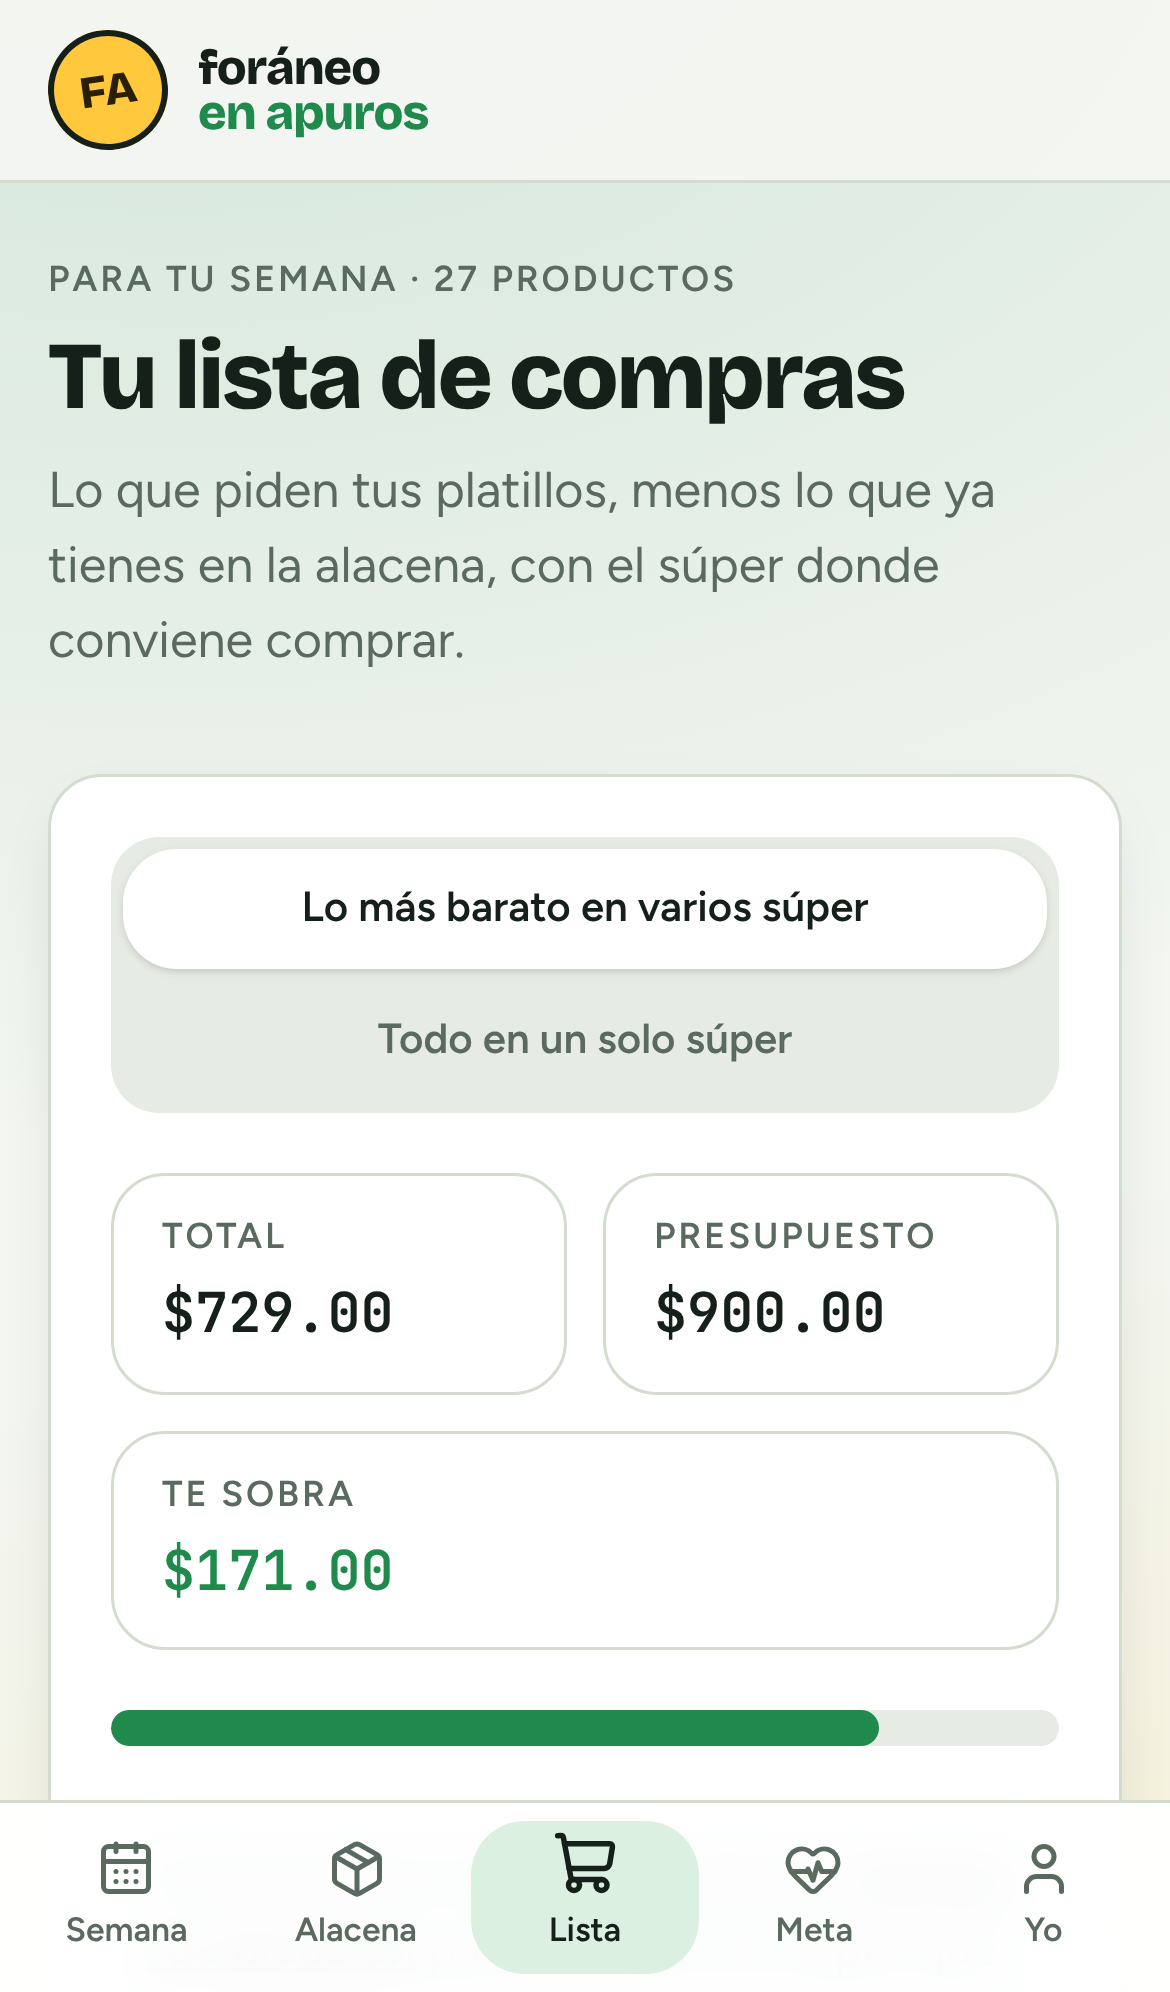 FA
foráneo
en apuros
PARA TU SEMANA · 27 PRODUCTOS
Tu lista de compras
Lo que piden tus platillos, menos lo que ya
tienes en la alacena, con el súper donde
conviene comprar.
Lo más barato en varios súper
Todo en un solo súper
TOTAL
$729.00
PRESUPUESTO
$900.00
TE SOBRA
$171.00
Semana
Alacena
Lista
Meta
Yo